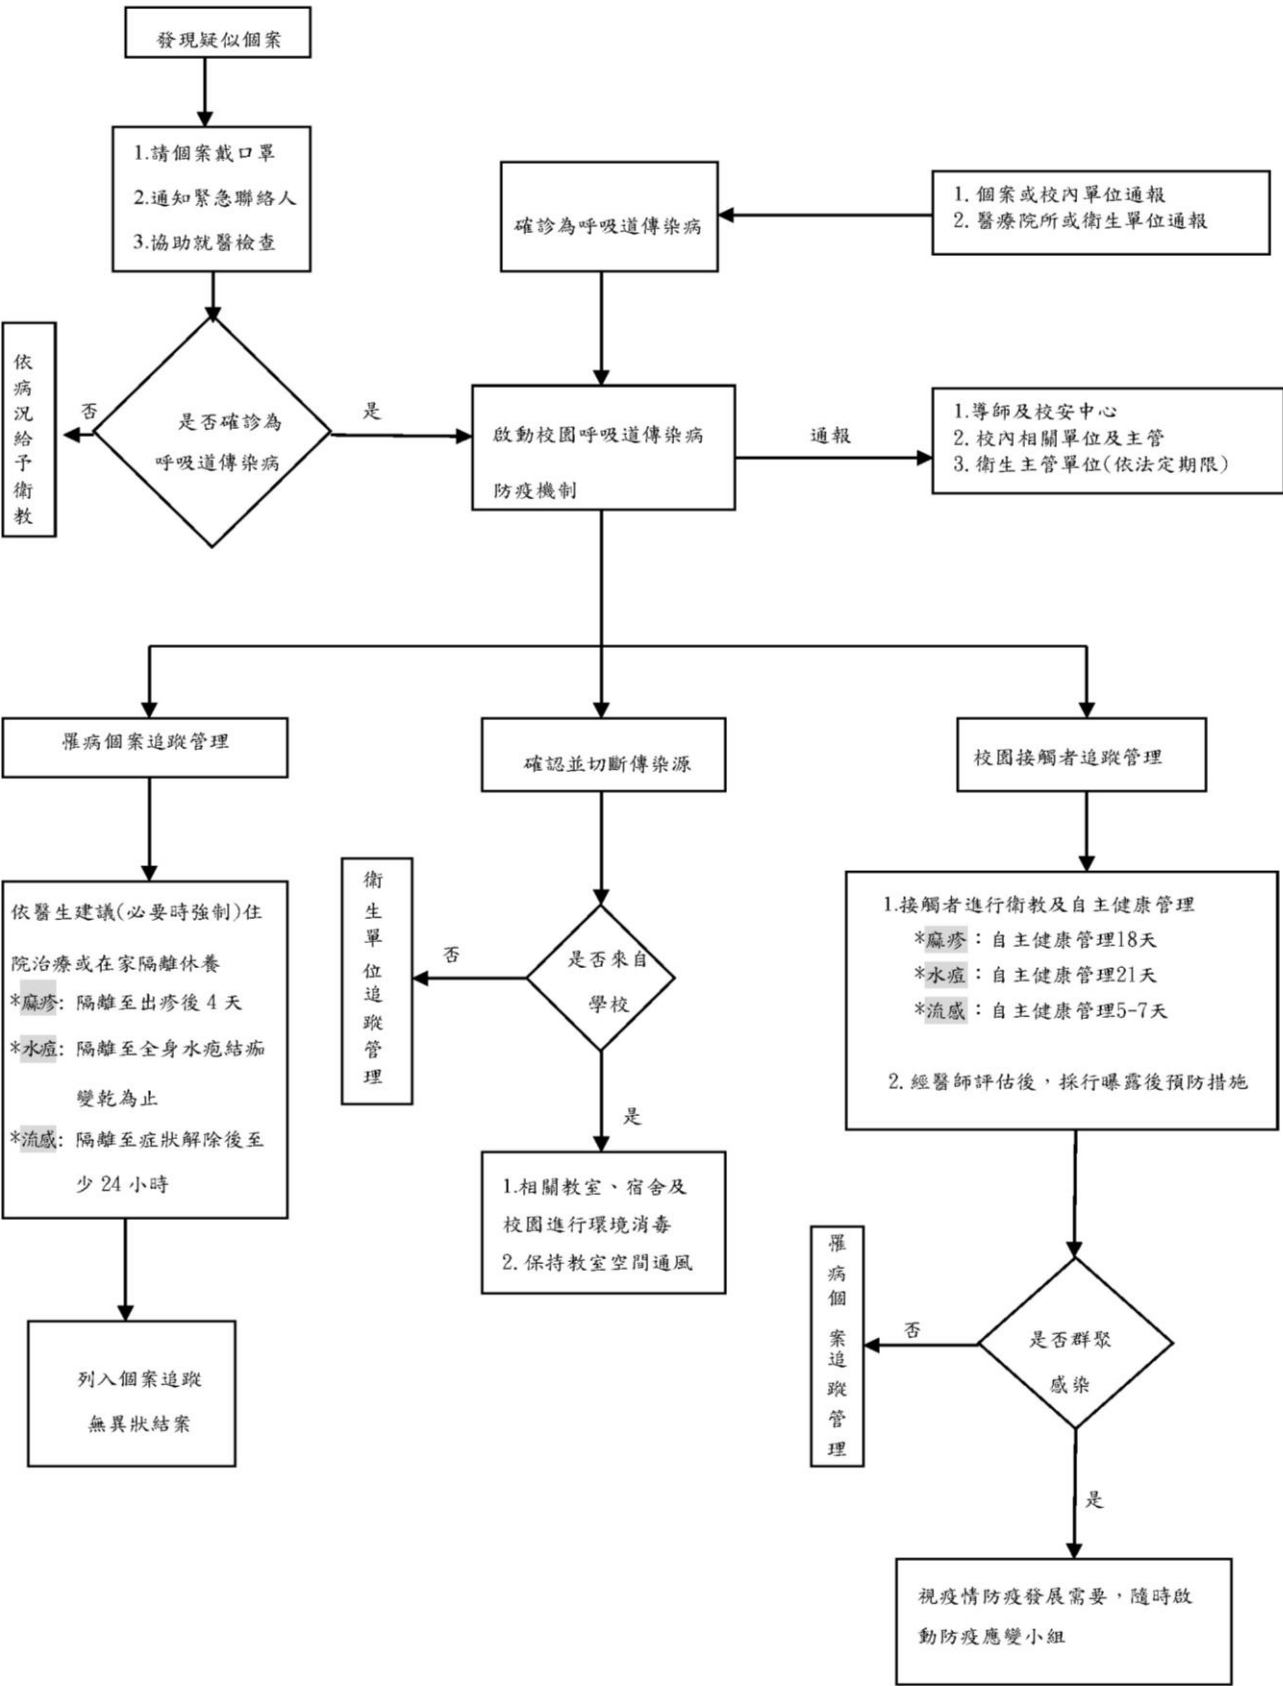 發現疑似個案
1.請個案戴口罩
2.通知緊急聯絡人
3.協助就醫檢查
確診為呼吸道傳染病
1. 個案或校內單位通報
2. 醫療院所或衛生單位通報
依病況給予衛教
否
是否確診為
呼吸道傳染病
是
啟動校園呼吸道傳染病
防疫機制
通報
1.導師及校安中心
2. 校內相關單位及主管
3. 衛生主管單位(依法定期限)
罹病個案追蹤管理
確認並切斷傳染源
校園接觸者追蹤管理
依醫生建議(必要時強制)住
院治療或在家隔離休養
*麻疹: 隔離至出疹後 4 天
*水痘: 隔離至全身水疱結痂
變乾為止
*流感: 隔離至症狀解除後至
少 24 小時
列入個案追蹤
無異狀結案
衛生單位追蹤管理
否
是否來自
學校
是
1.相關教室、宿舍及
校園進行環境消毒
2. 保持教室空間通風
1.接觸者進行衛教及自主健康管理
*麻疹：自主健康管理18天
*水痘：自主健康管理21天
*流感：自主健康管理5-7天
2. 經醫師評估後，採行曝露後預防措施
罹病個案追蹤管理
否
是否群聚
感染
是
視疫情防疫發展需要，隨時啟
動防疫應變小組